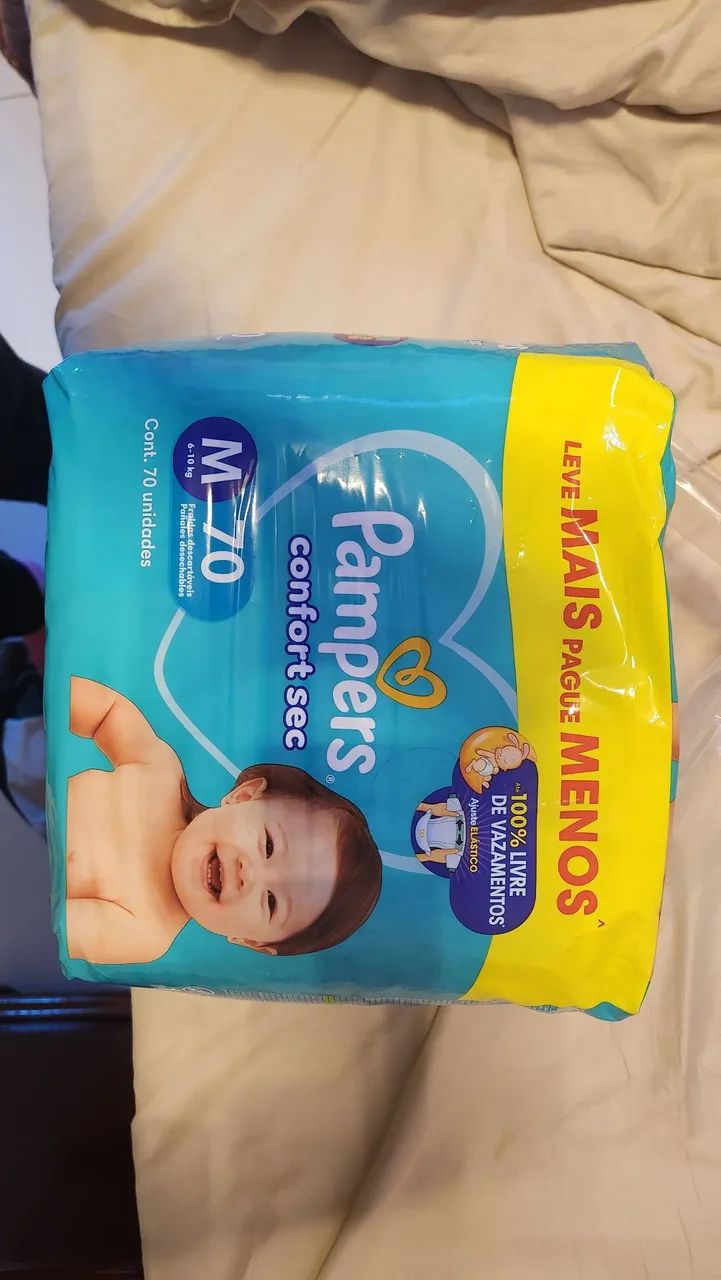 LEVE MAIS PAGUE MENOS^
Até 100% LIVRE
DE VAZAMENTOS*
Ajuste ELÁSTICO
Pampers®
confort sec
M 70
6-10 kg
Fraldas descartáveis
Pañales desechables
Cont. 70 unidades